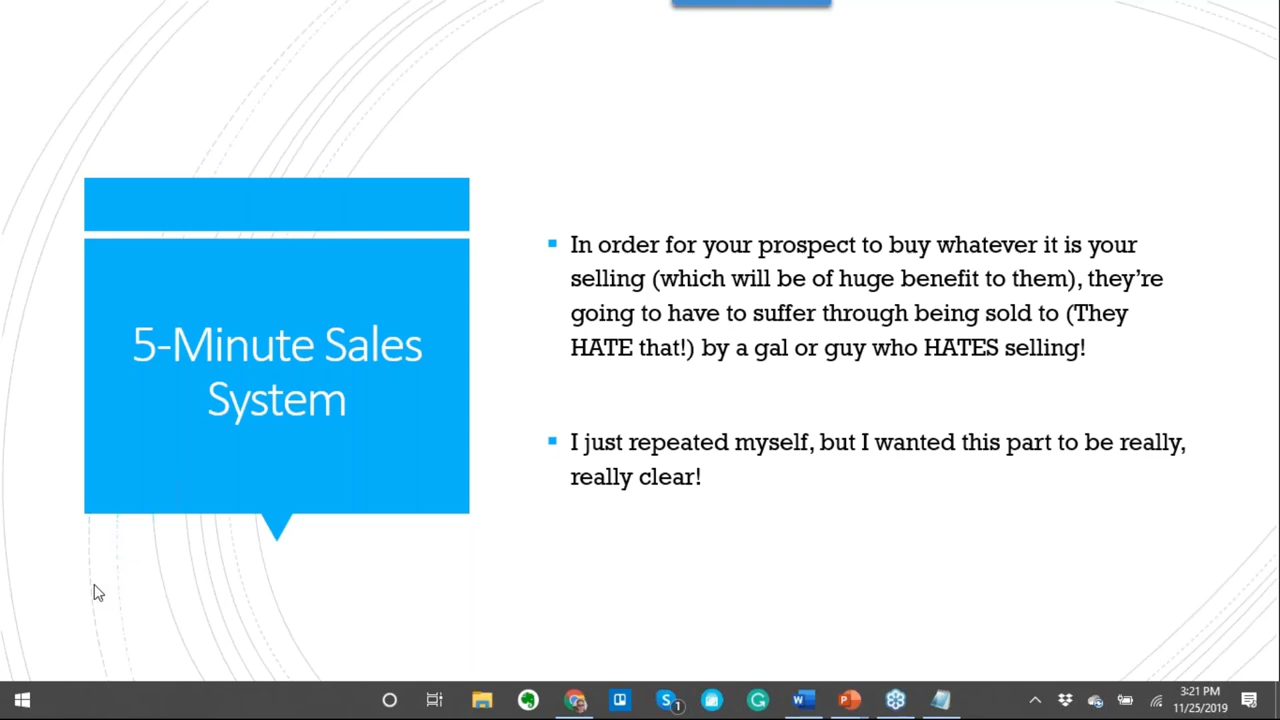 5-Minute Sales
System
In order for your prospect to buy whatever it is your
selling (which will be of huge benefit to them), they’re
going to have to suffer through being sold to (They
HATE that!) by a gal or guy who HATES selling!
I just repeated myself, but I wanted this part to be really,
really clear!
1
3:21 PM
11/25/2019